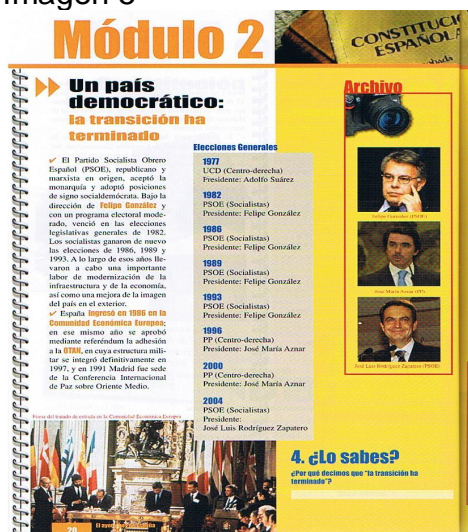 Imagen 8
Módulo 2
CONSTITUCIÓ
ESPAÑOLA
Un país
democrático:
la transición ha
terminado
✔ El Partido Socialista Obrero
Español (PSOE), republicano y
marxista en origen, aceptó la
monarquía y adoptó posiciones
de signo socialdemócrata. Bajo la
dirección de Felipe González y
con un programa electoral mode-
rado, venció en las elecciones
legislativas generales de 1982.
Los socialistas ganaron de nuevo
las elecciones de 1986, 1989 y
1993. A lo largo de esos años lle-
varon a cabo una importante
labor de modernización de la
infraestructura y de la economía,
así como una mejora de la imagen
del país en el exterior.
✔ España ingresó en 1986 en la
Comunidad Económica Europea;
en ese mismo año se aprobó
mediante referéndum la adhesión
a la OTAN, en cuya estructura mili-
tar se integró definitivamente en
1997, y en 1991 Madrid fue sede
de la Conferencia Internacional
de Paz sobre Oriente Medio.
Firma del tratado de entrada en la Comunidad Económica Europea
20
Elecciones Generales
1977
UCD (Centro-derecha)
Presidente: Adolfo Suárez
1982
PSOE (Socialistas)
Presidente: Felipe González
1986
PSOE (Socialistas)
Presidente: Felipe González
1989
PSOE (Socialistas)
Presidente: Felipe González
1993
PSOE (Socialistas)
Presidente: Felipe González
1996
PP (Centro-derecha)
Presidente: José María Aznar
2000
PP (Centro-derecha)
Presidente: José María Aznar
2004
PSOE (Socialistas)
Presidente:
José Luis Rodríguez Zapatero
Archivo
Felipe González (PSOE)
José María Aznar (PP)
José Luis Rodríguez Zapatero (PSOE)
4. ¿Lo sabes?
¿Por qué decimos que "la transición ha
terminado"?